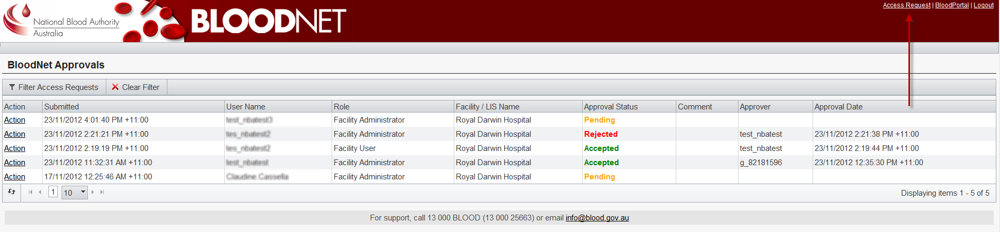 Access Request | BloodPortal | Logout
National Blood Authority
Australia
BLOODNET
BloodNet Approvals
Filter Access Requests Clear Filter
Action Submitted User Name Role Facility / LIS Name Approval Status Comment Approver Approval Date
Action 23/11/2012 4:01:40 PM +11:00 Facility Administrator Royal Darwin Hospital Pending
Action 23/11/2012 2:21:21 PM +11:00 Facility Administrator Royal Darwin Hospital Rejected test_nbatest 23/11/2012 2:21:38 PM +11:00
Action 23/11/2012 2:19:19 PM +11:00 Facility User Royal Darwin Hospital Accepted test_nbatest 23/11/2012 2:19:44 PM +11:00
Action 23/11/2012 11:32:31 AM +11:00 Facility Administrator Royal Darwin Hospital Accepted g_82181596 23/11/2012 12:35:30 PM +11:00
Action 17/11/2012 12:25:46 AM +11:00 Facility Administrator Royal Darwin Hospital Pending
1 10 Displaying items 1 - 5 of 5
For support, call 13 000 BLOOD (13 000 25663) or email info@blood.gov.au